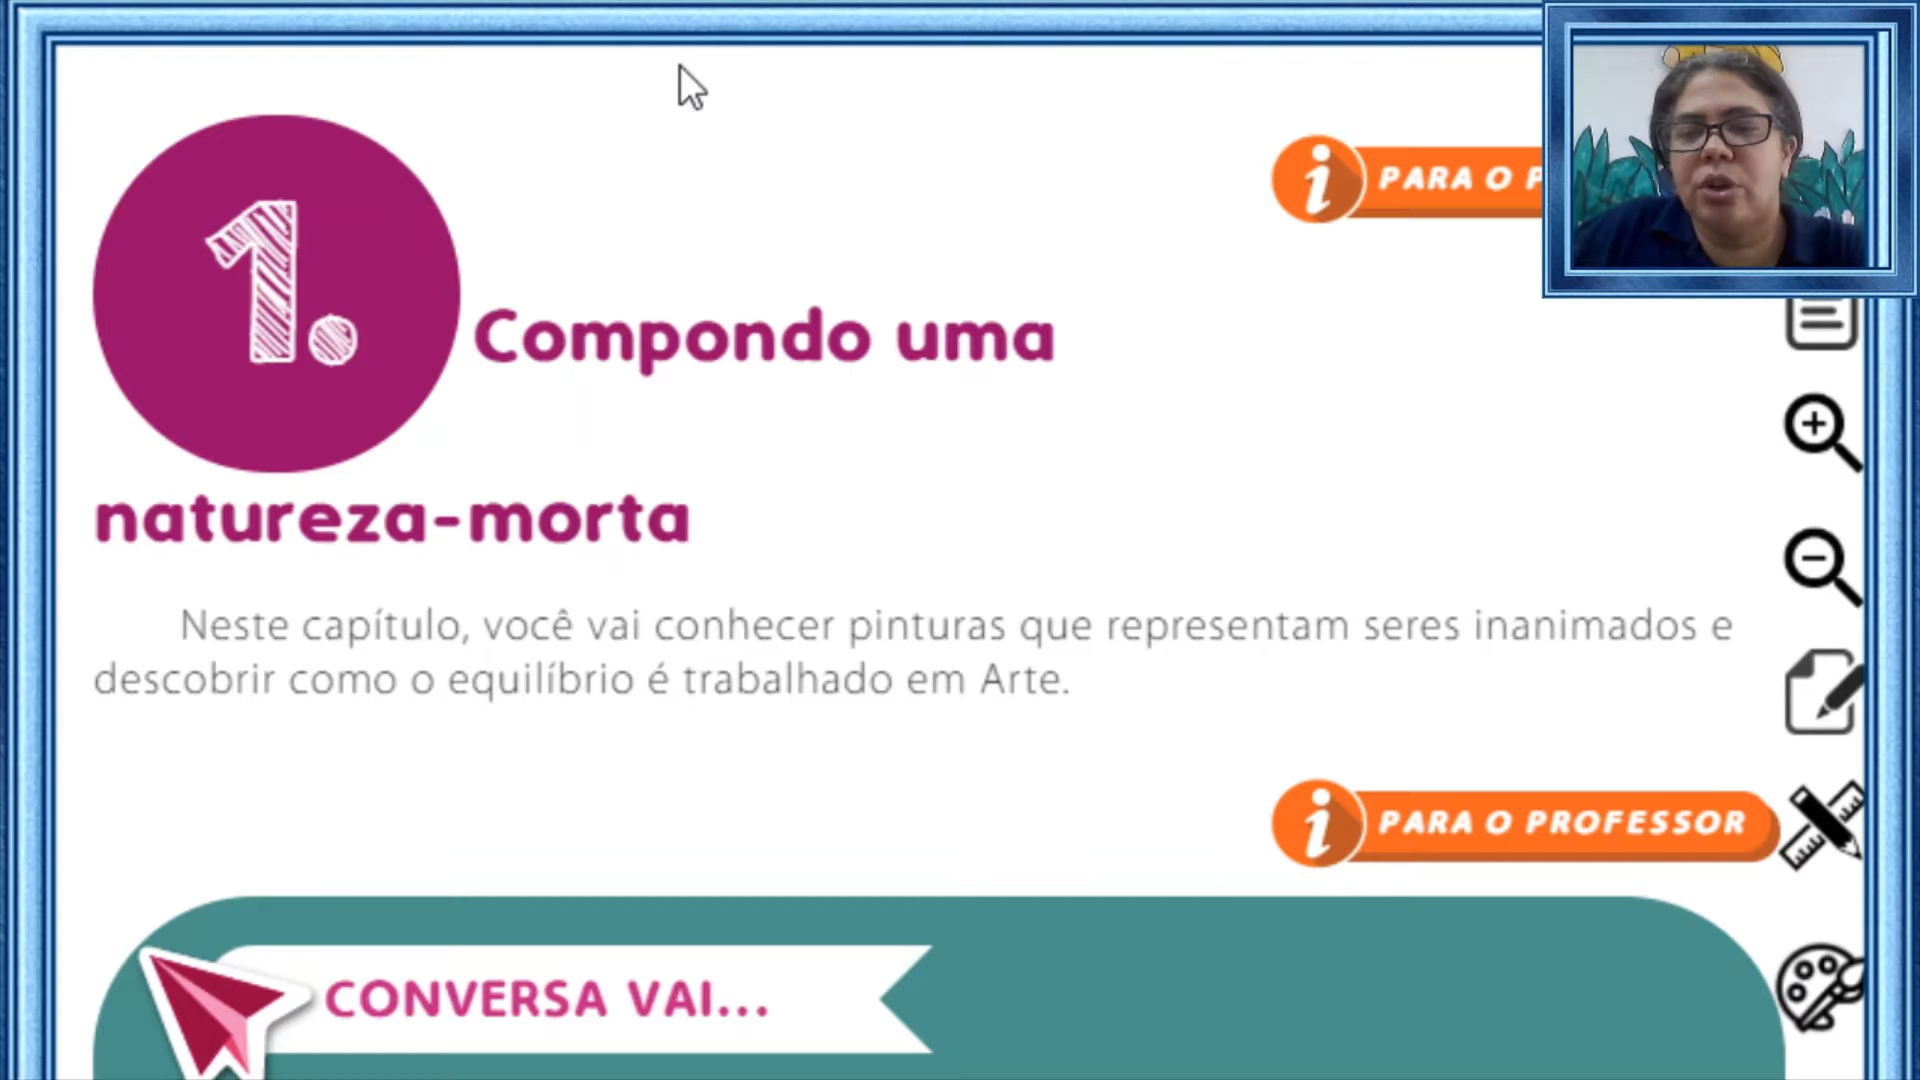 PARA O
1.
Compondo uma
natureza-morta
Neste capítulo, você vai conhecer pinturas que representam seres inanimados e
descobrir como o equilíbrio é trabalhado em Arte.
PARA O PROFESSOR
CONVERSA VAI...